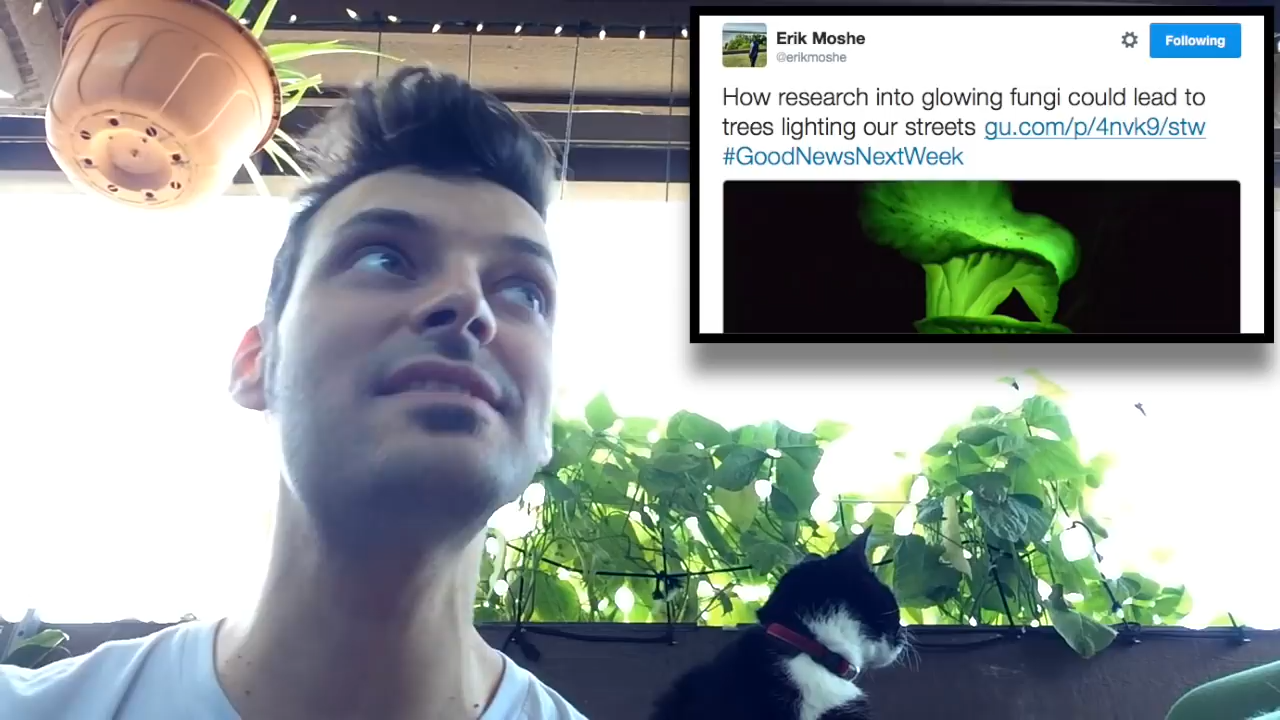 Erik Moshe
@erikmoshe
Following
How research into glowing fungi could lead to
trees lighting our streets gu.com/p/4nvk9/stw
#GoodNewsNextWeek